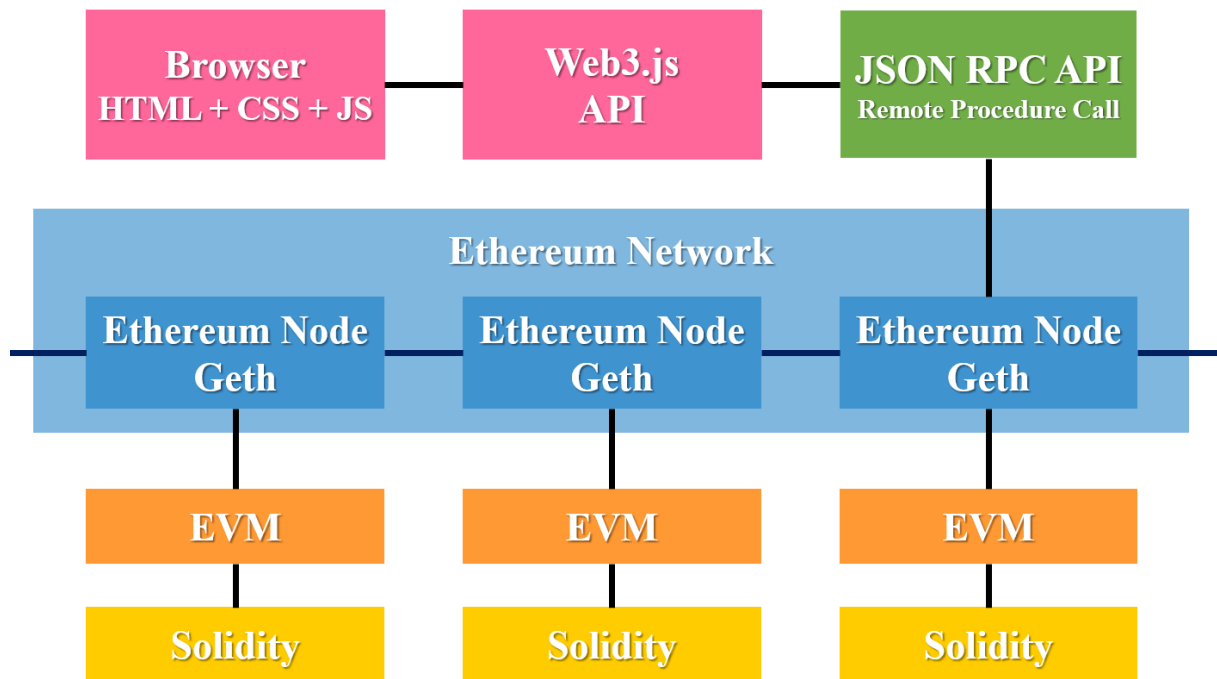 Browser
HTML + CSS + JS
Web3.js
API
JSON RPC API
Remote Procedure Call
Ethereum Network
Ethereum Node
Geth
Ethereum Node
Geth
Ethereum Node
Geth
EVM
EVM
EVM
Solidity
Solidity
Solidity